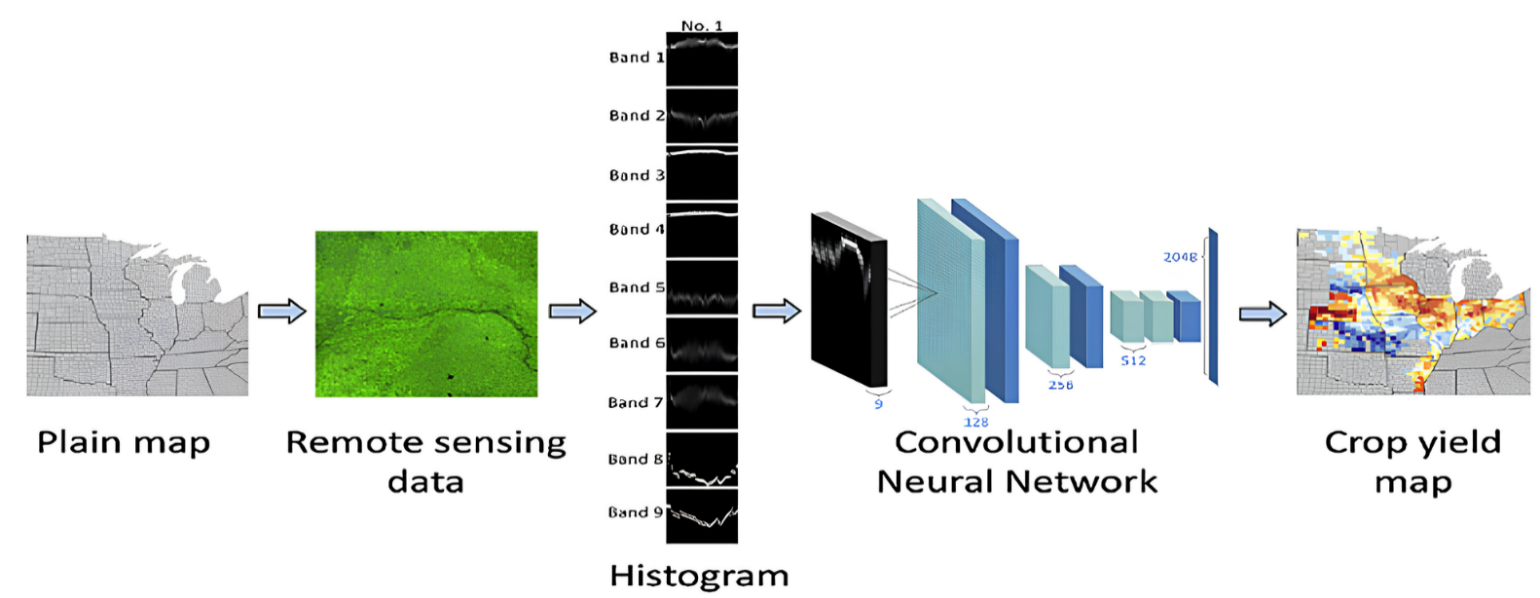 No. 1
Band 1
Band 2
Band 3
Band 4
Band 5
Band 6
Band 7
Band 8
Band 9
Histogram
Plain map
Remote sensing
data
9
128
256
512
2048
Convolutional
Neural Network
Crop yield
map